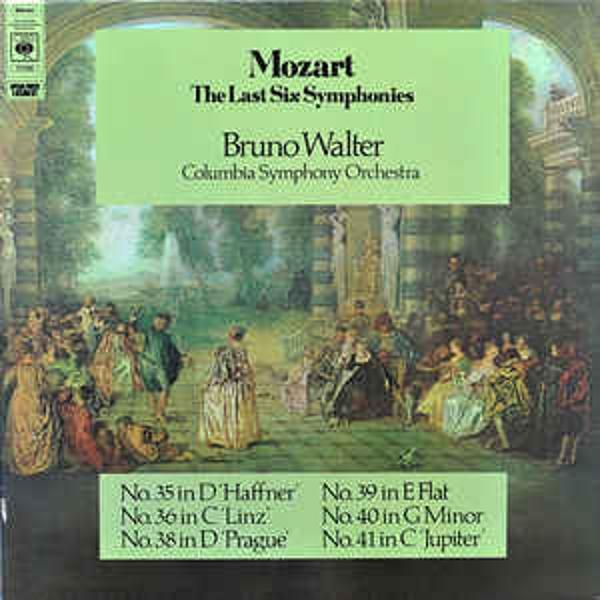 CBS
Mozart
The Last Six Symphonies
Bruno Walter
Columbia Symphony Orchestra
No. 35 in D 'Haffner'
No. 36 in C 'Linz'
No. 38 in D 'Prague'
No. 39 in E Flat
No. 40 in G Minor
No. 41 in C 'Jupiter'